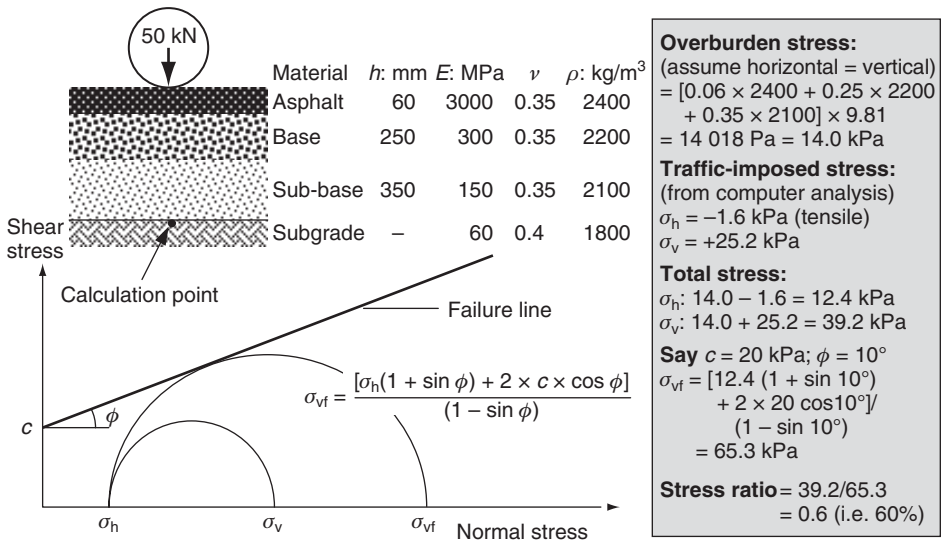 50 kN
Material h: mm E: MPa ν ρ: kg/m³
Asphalt 60 3000 0.35 2400
Base 250 300 0.35 2200
Sub-base 350 150 0.35 2100
Subgrade – 60 0.4 1800
Calculation point
Shear
stress
Failure line
c
ϕ
σvf = [σh(1 + sin ϕ) + 2 × c × cos ϕ]
(1 – sin ϕ)
σh
σv
σvf
Normal stress
Overburden stress:
(assume horizontal = vertical)
= [0.06 × 2400 + 0.25 × 2200
+ 0.35 × 2100] × 9.81
= 14 018 Pa = 14.0 kPa
Traffic-imposed stress:
(from computer analysis)
σh = –1.6 kPa (tensile)
σv = +25.2 kPa
Total stress:
σh: 14.0 – 1.6 = 12.4 kPa
σv: 14.0 + 25.2 = 39.2 kPa
Say c = 20 kPa; ϕ = 10°
σvf = [12.4 (1 + sin 10°)
+ 2 × 20 cos10°]/
(1 – sin 10°)
= 65.3 kPa
Stress ratio = 39.2/65.3
= 0.6 (i.e. 60%)